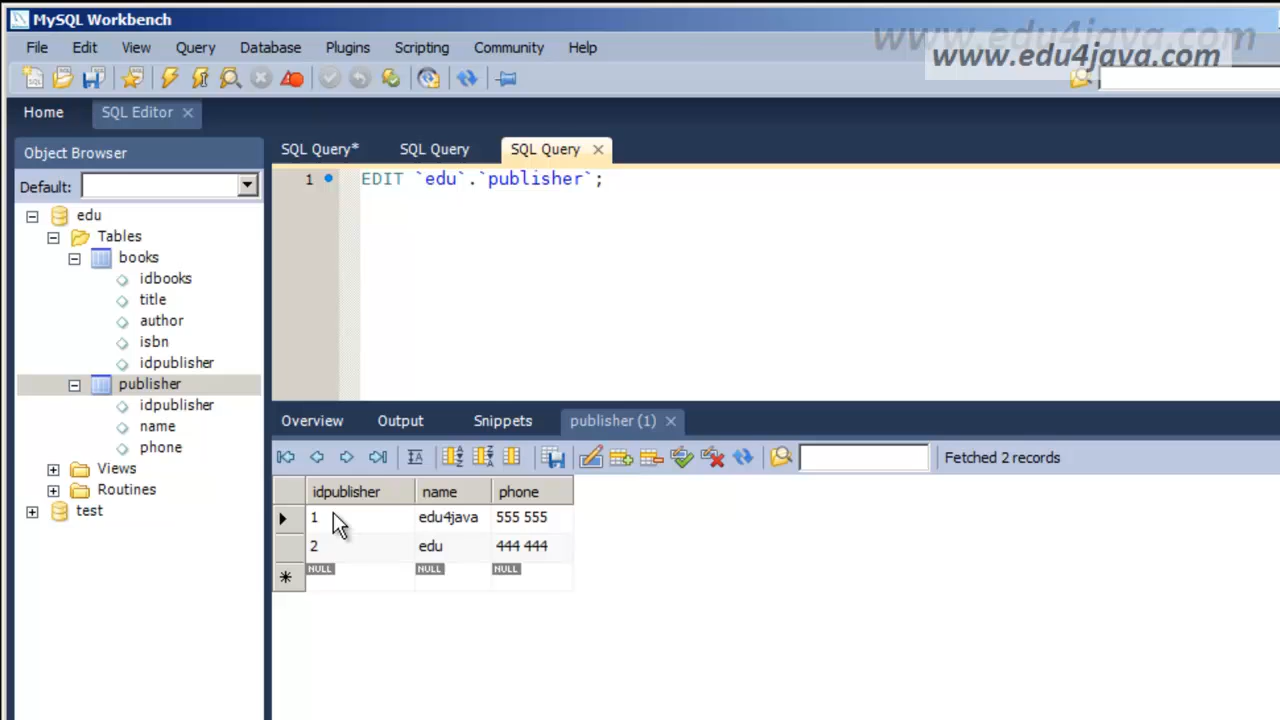 MySQL Workbench
www.edu4java.com
File Edit View Query Database Plugins Scripting Community Help
www.edu4java.com
Home SQL Editor
Object Browser
Default:
edu
Tables
books
idbooks
title
author
isbn
idpublisher
publisher
idpublisher
name
phone
Views
Routines
test
SQL Query* SQL Query SQL Query
1 EDIT `edu`.`publisher`;
Overview Output Snippets publisher (1)
Fetched 2 records
idpublisher name phone
1 edu4java 555 555
2 edu 444 444
NULL NULL NULL